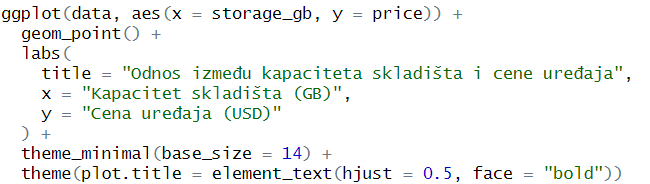 ggplot(data, aes(x = storage_gb, y = price)) +
  geom_point() +
  labs(
    title = "Odnos između kapaciteta skladišta i cene uređaja",
    x = "Kapacitet skladišta (GB)",
    y = "Cena uređaja (USD)"
  ) +
  theme_minimal(base_size = 14) +
  theme(plot.title = element_text(hjust = 0.5, face = "bold"))